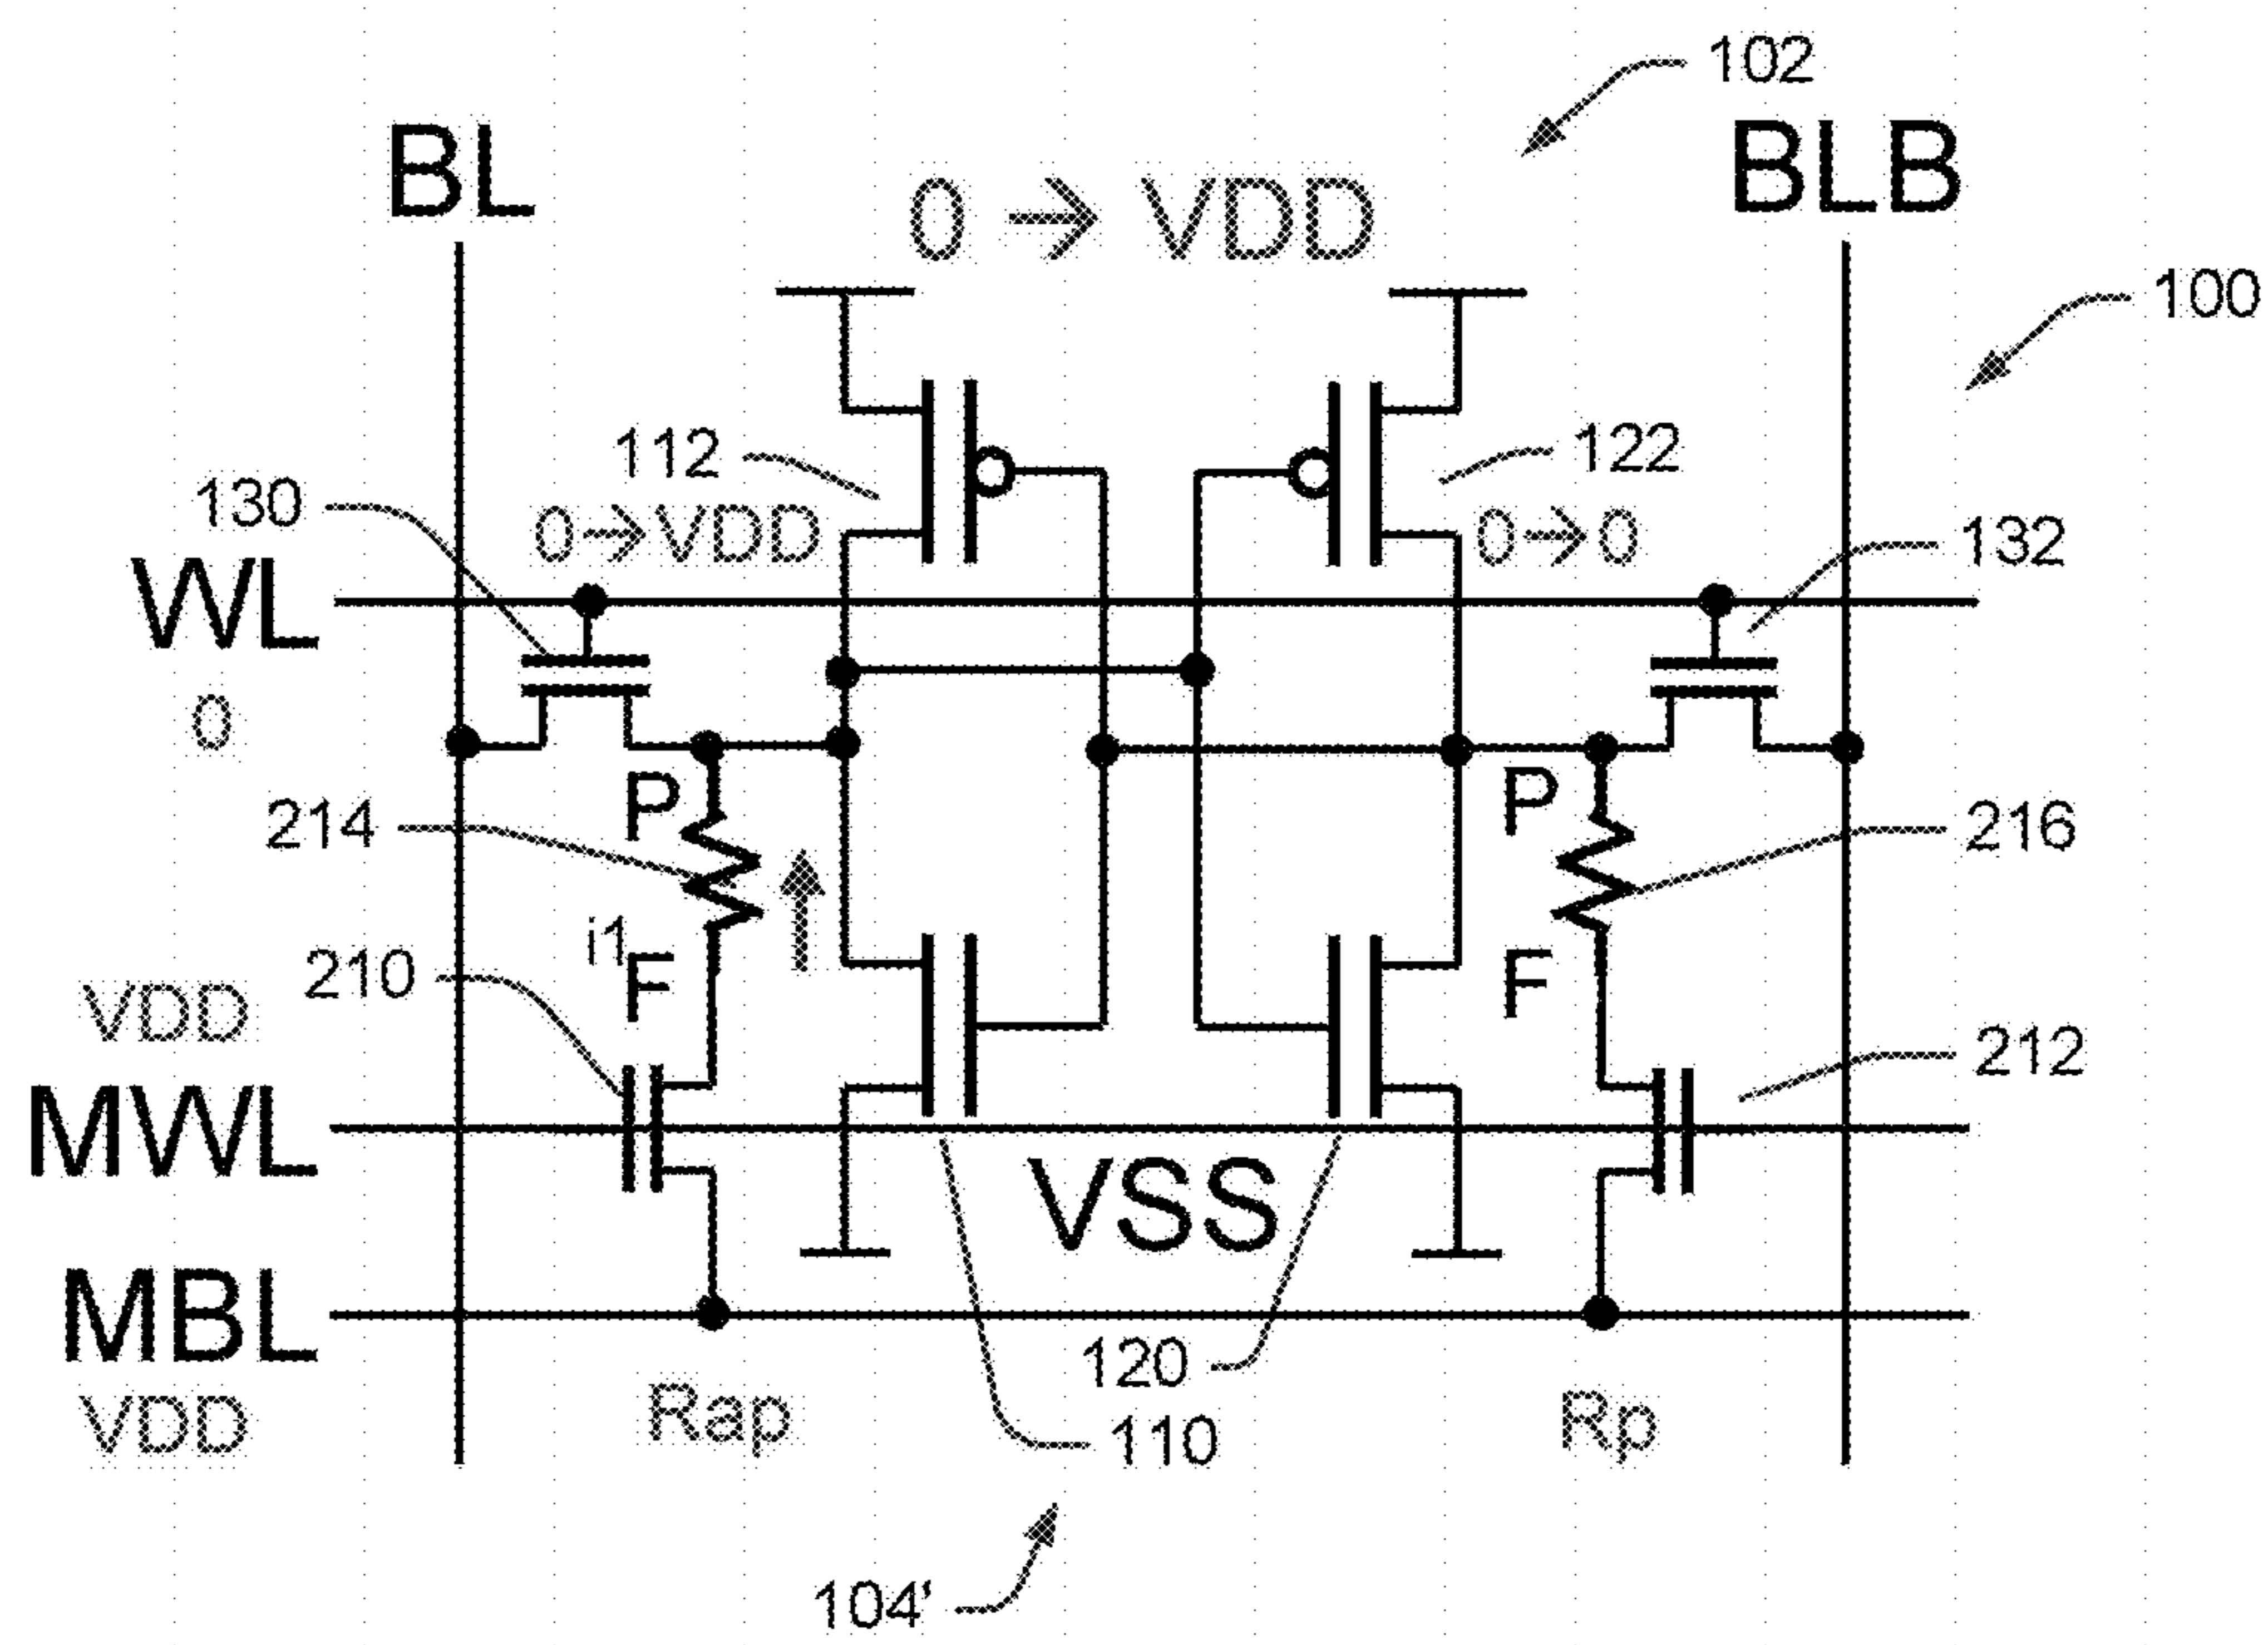 102
BL
BLB
0 → VDD
100
112
122
130
0→VDD
0→0
132
WL
0
P
P
214
216
i1
210
F
F
VDD
212
MWL
VSS
MBL
120
VDD
Rap
110
Rp
104'